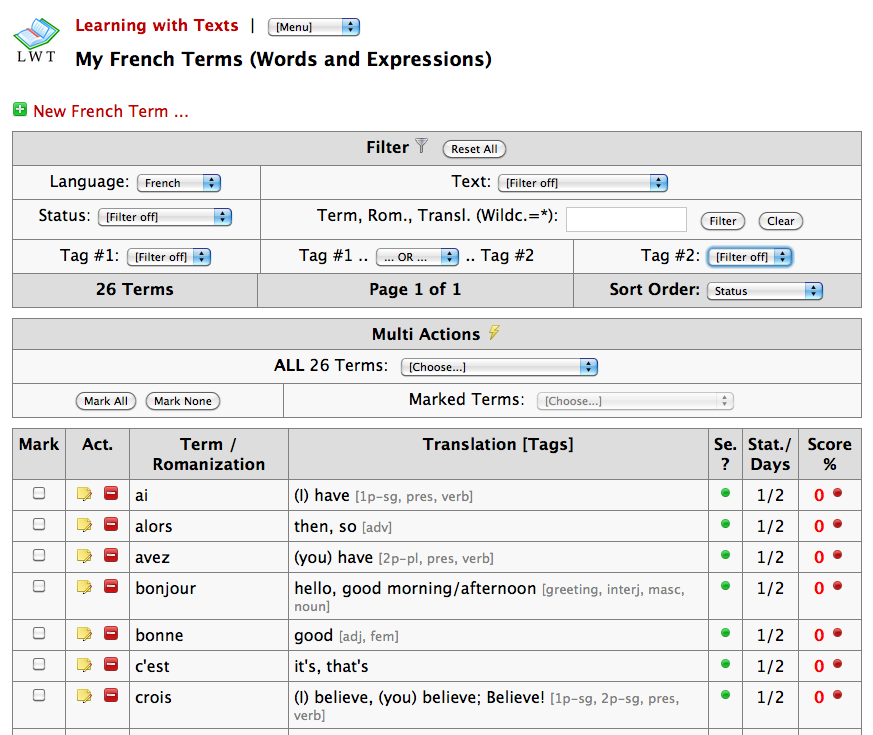 Learning with Texts | [Menu]
LWT
My French Terms (Words and Expressions)
New French Term ...
Filter Reset All
Language: French Text: [Filter off]
Status: [Filter off] Term, Rom., Transl. (Wildc.=*): Filter Clear
Tag #1: [Filter off] Tag #1 .. ... OR ... .. Tag #2 Tag #2: [Filter off]
26 Terms Page 1 of 1 Sort Order: Status
Multi Actions
ALL 26 Terms: [Choose...]
Mark All Mark None Marked Terms: [Choose...]
Mark Act. Term / Translation [Tags] Se. Stat./ Score
Romanization ? Days %
ai (I) have [1p-sg, pres, verb] 1/2 0
alors then, so [adv] 1/2 0
avez (you) have [2p-pl, pres, verb] 1/2 0
bonjour hello, good morning/afternoon [greeting, interj, masc, 1/2 0
noun]
bonne good [adj, fem] 1/2 0
c'est it's, that's 1/2 0
crois (I) believe, (you) believe; Believe! [1p-sg, 2p-sg, pres, 1/2 0
verb]